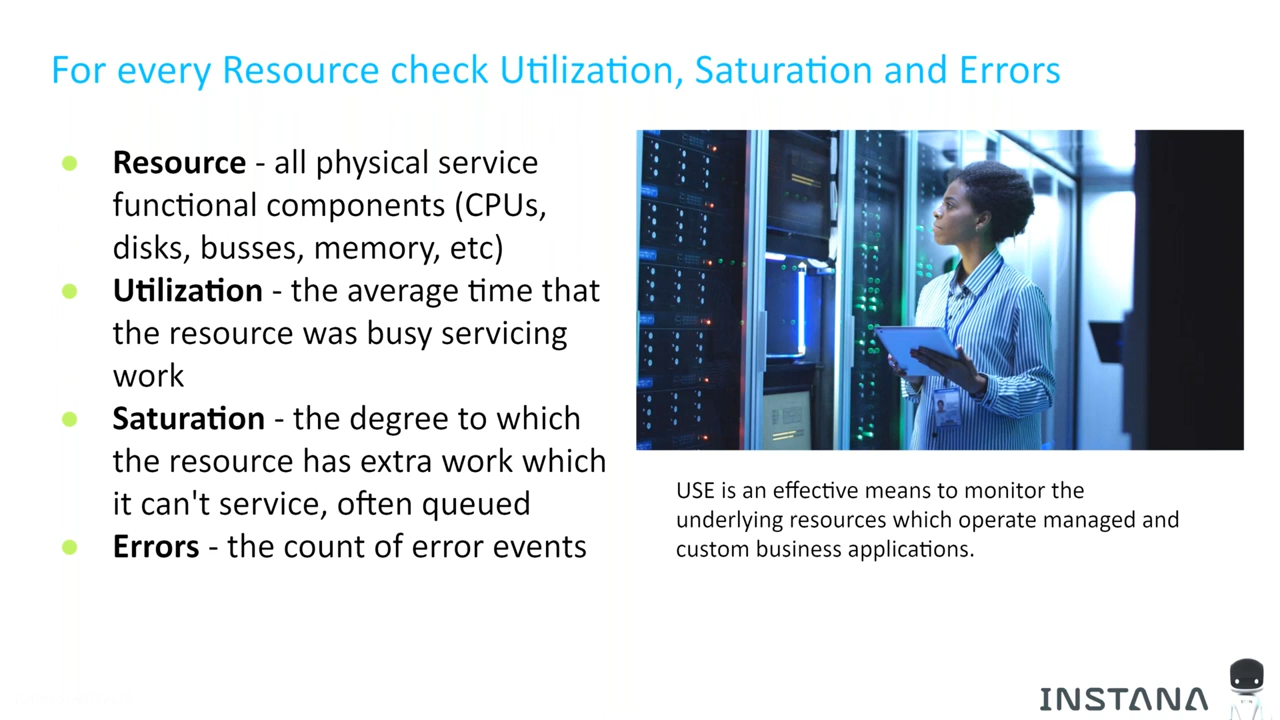 For every Resource check Utilization, Saturation and Errors
Resource - all physical service
functional components (CPUs,
disks, busses, memory, etc)
Utilization - the average time that
the resource was busy servicing
work
Saturation - the degree to which
the resource has extra work which
it can't service, often queued
Errors - the count of error events
USE is an effective means to monitor the
underlying resources which operate managed and
custom business applications.
INSTANA